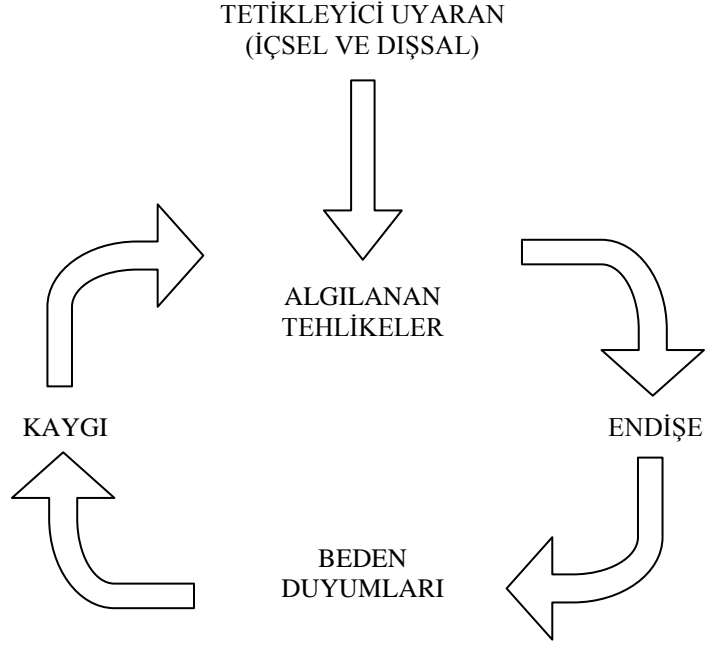 TETİKLEYİCİ UYARAN
(İÇSEL VE DIŞSAL)
ALGILANAN
TEHLİKELER
KAYGI
ENDİŞE
BEDEN
DUYUMLARI